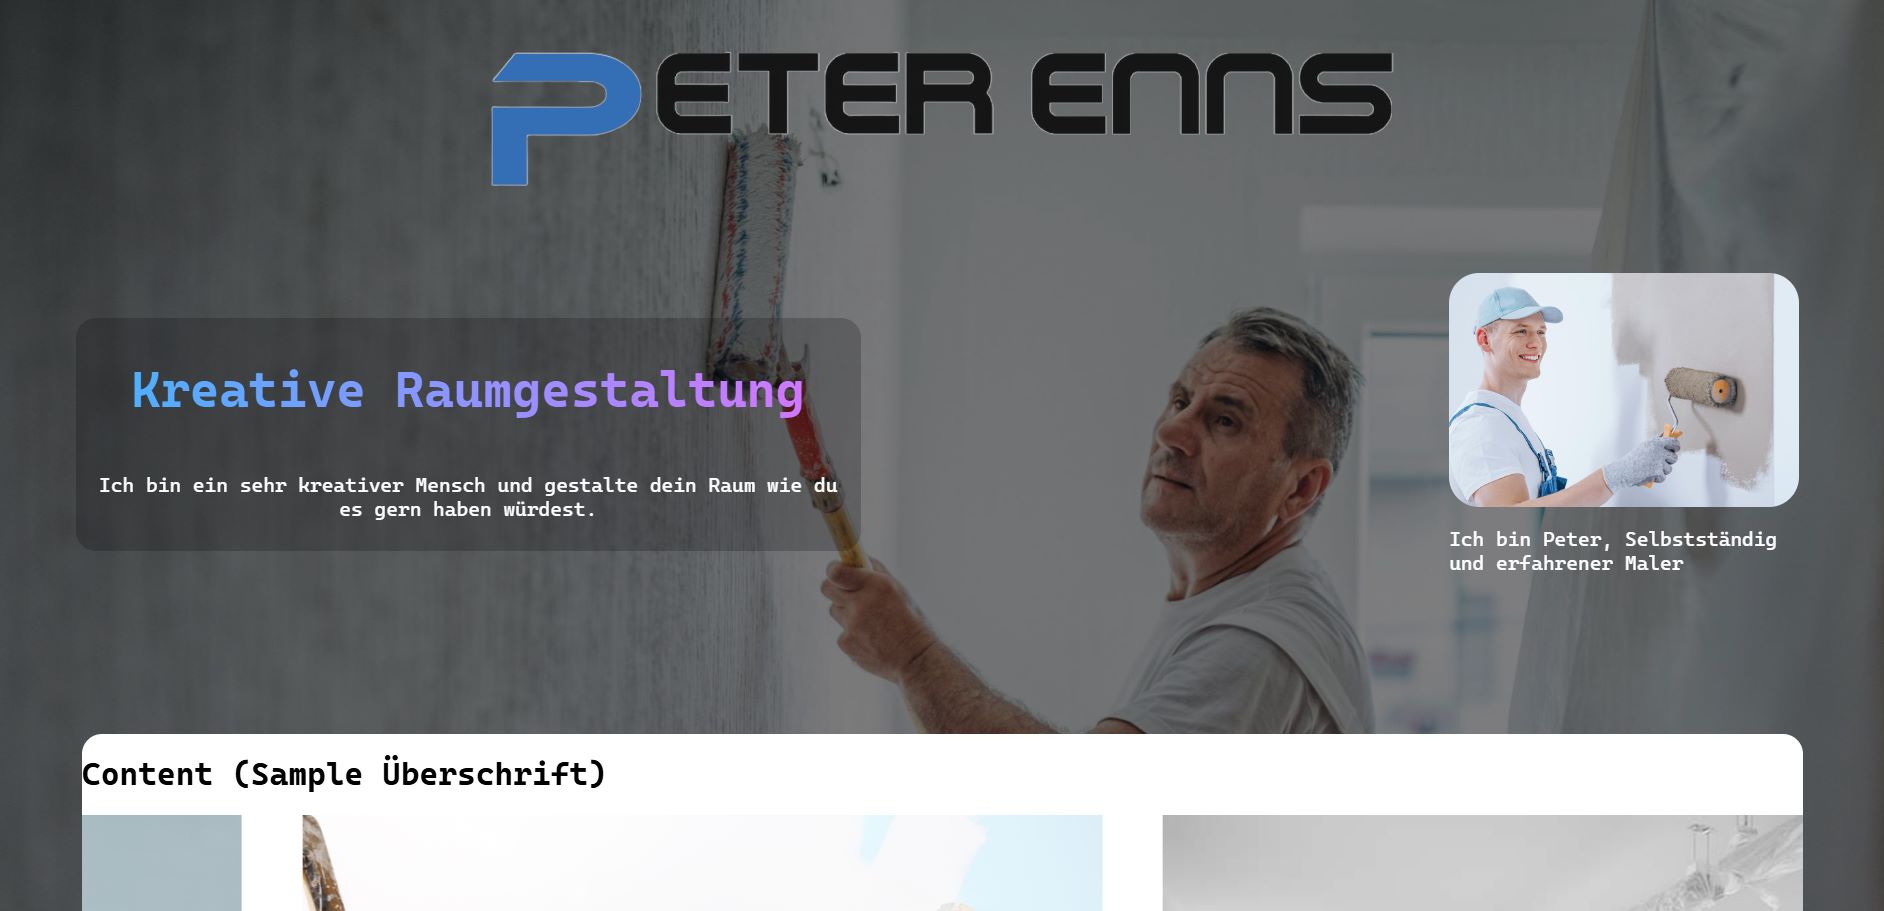 PETER ENNS
Kreative Raumgestaltung
Ich bin ein sehr kreativer Mensch und gestalte dein Raum wie du
es gern haben würdest.
Ich bin Peter, Selbstständig
und erfahrener Maler
Content (Sample Überschrift)